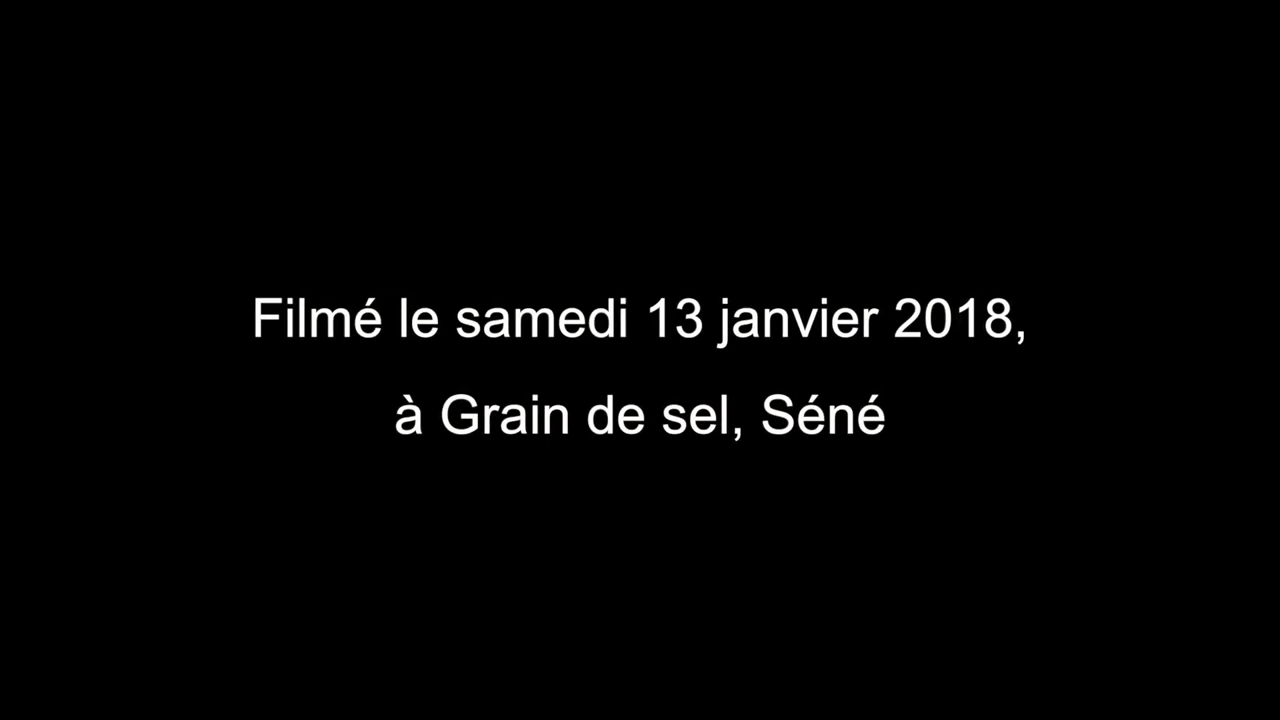 Filmé le samedi 13 janvier 2018,
à Grain de sel, Séné